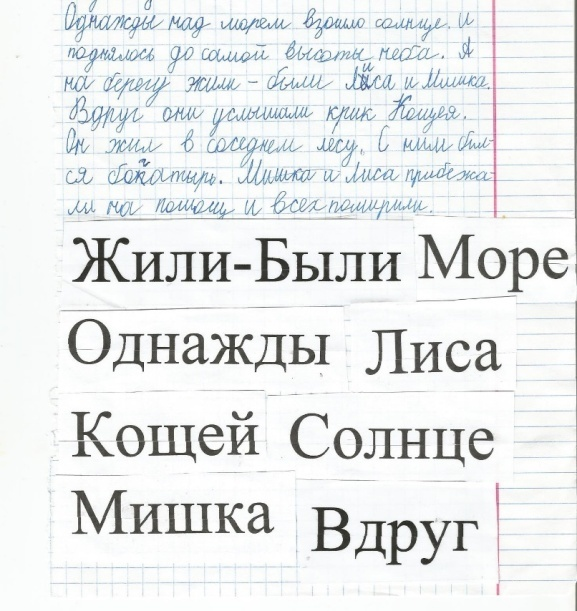 Однажды над морем взошло солнце. И
поднялось до самой высоты неба. А
на берегу жили - были Лиса и Мишка.
Вдруг они услышали крик Кощея.
Он жил в соседнем лесу. С ним бил-
ся богатырь. Мишка и Лиса прибежа-
ли на помощь и всех помирили.
Жили-Были Море
Однажды Лиса
Кощей Солнце
Мишка Вдруг